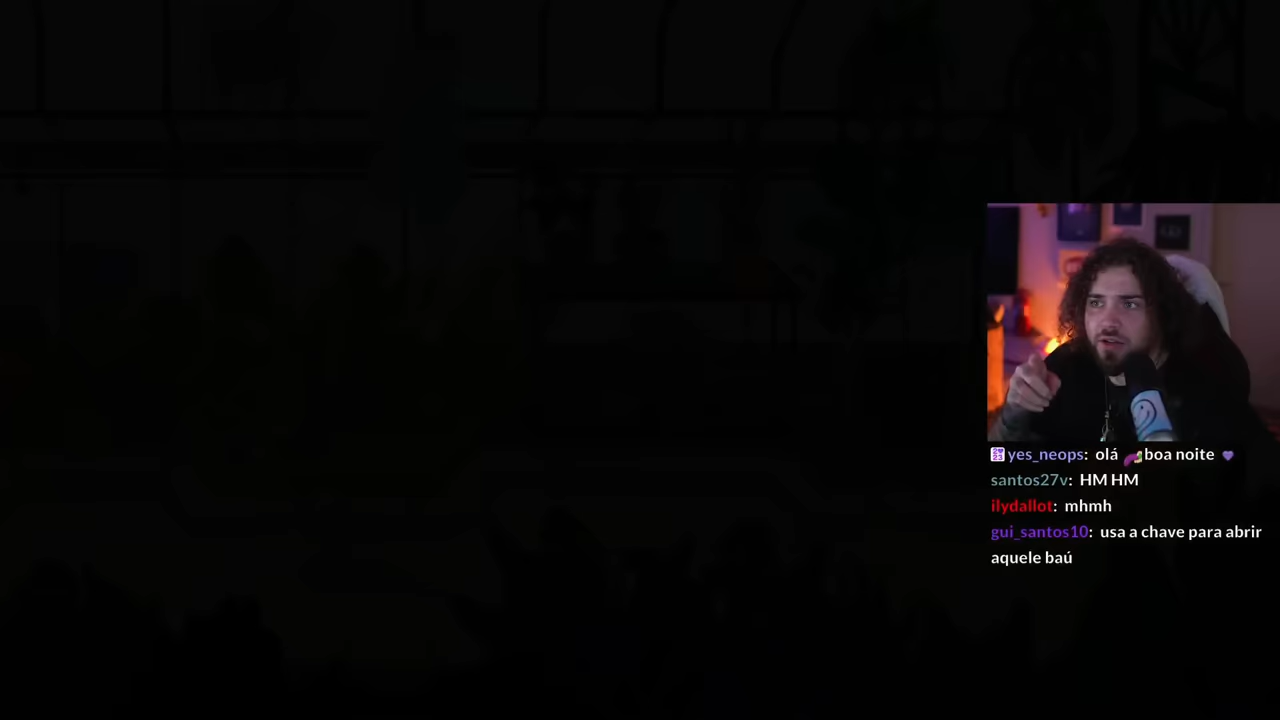 yes_neops: olá boa noite
santos27v: HM HM
ilydallot: mhmh
gui_santos10: usa a chave para abrir
aquele baú